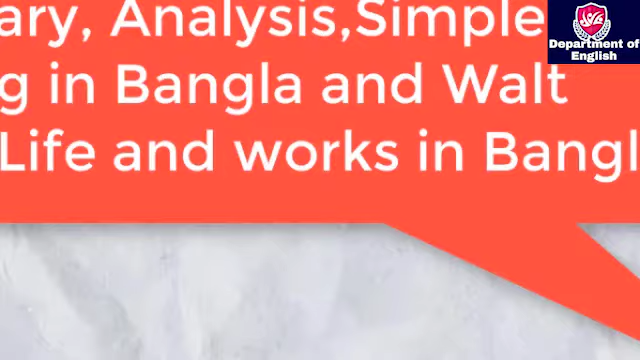 ary, Analysis,Simple
g in Bangla and Walt
Life and works in Bangl
Department of
English